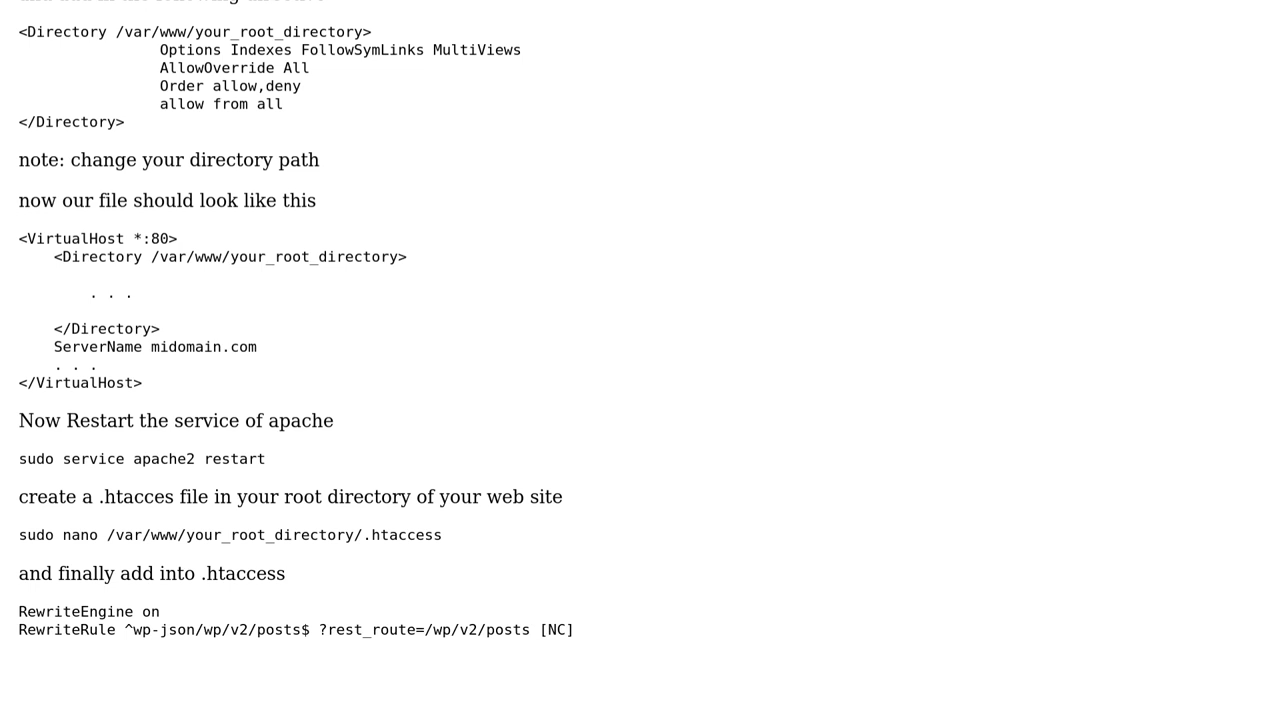 <Directory /var/www/your_root_directory>
Options Indexes FollowSymLinks MultiViews
AllowOverride All
Order allow,deny
allow from all
</Directory>
note: change your directory path
now our file should look like this
<VirtualHost *:80>
<Directory /var/www/your_root_directory>
. . .
</Directory>
ServerName midomain.com
. . .
</VirtualHost>
Now Restart the service of apache
sudo service apache2 restart
create a .htacces file in your root directory of your web site
sudo nano /var/www/your_root_directory/.htaccess
and finally add into .htaccess
RewriteEngine on
RewriteRule ^wp-json/wp/v2/posts$ ?rest_route=/wp/v2/posts [NC]